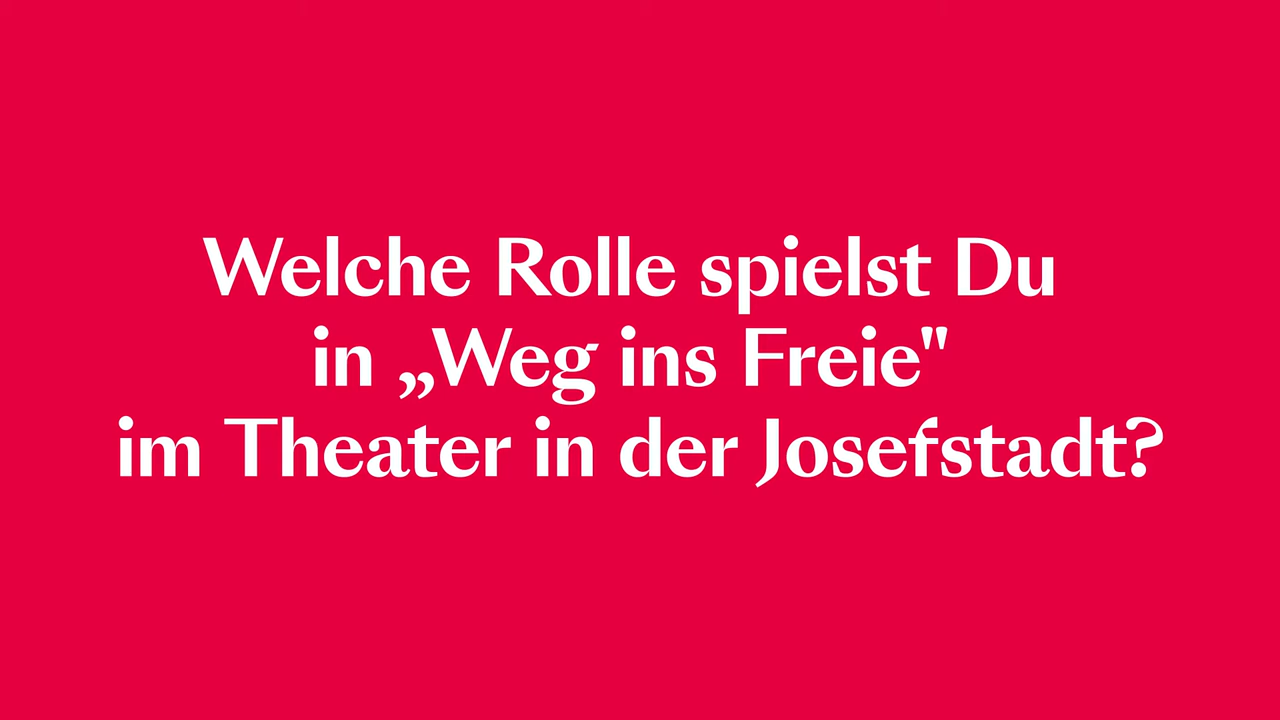 Welche Rolle spielst Du
in „Weg ins Freie"
im Theater in der Josefstadt?